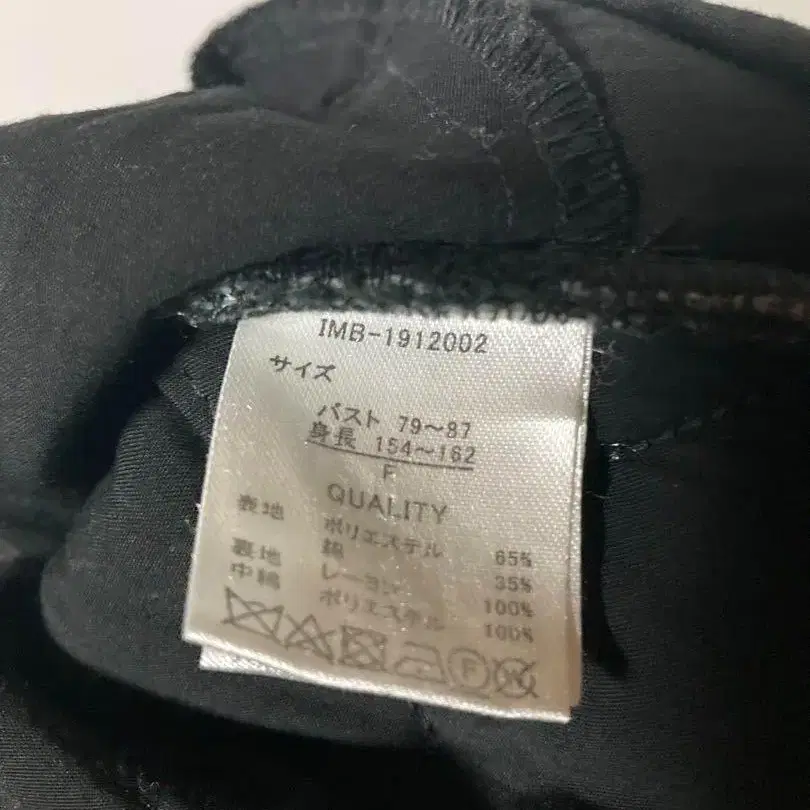 IMB-1912002
サイズ
バスト 79～87
身長 154～162
F
QUALITY
表地 ポリエステル 65%
綿 35%
裏地 レーヨン 100%
中綿 ポリエステル 100%
F W